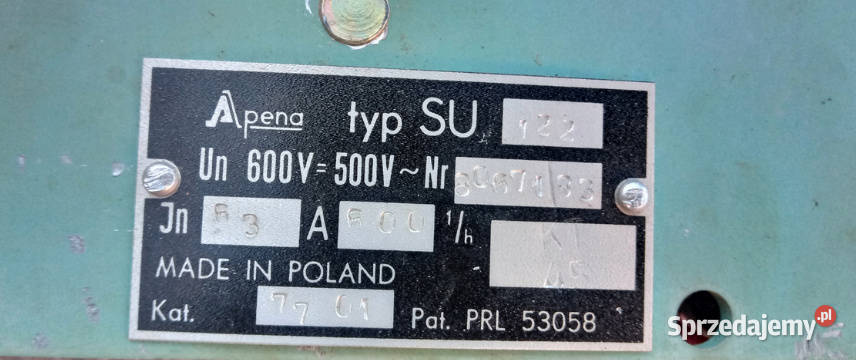 Apena typ SU 122
Un 600V= 500V~ Nr
Jn 63 A 600 1/h
MADE IN POLAND
Kat. 77 01 Pat. PRL 53058
Sprzedajemy.pl